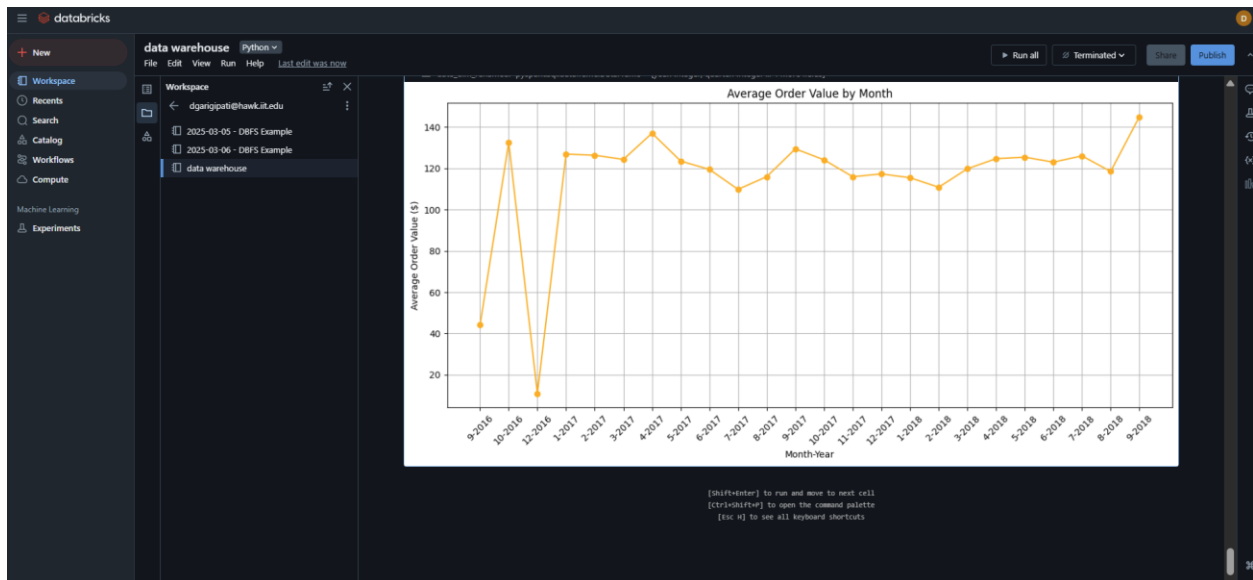 databricks
D
New
Workspace
Recents
Search
Catalog
Workflows
Compute
Machine Learning
Experiments
data warehouse Python
File Edit View Run Help Last edit was now
Run all
Terminated
Share
Publish
Workspace
dgarigipati@hawk.iit.edu
2025-03-05 - DBFS Example
2025-03-06 - DBFS Example
data warehouse
Average Order Value by Month
Average Order Value ($)
140
120
100
80
60
40
20
9-2016
10-2016
12-2016
1-2017
2-2017
3-2017
4-2017
5-2017
6-2017
7-2017
8-2017
9-2017
10-2017
11-2017
12-2017
1-2018
2-2018
3-2018
4-2018
5-2018
6-2018
7-2018
8-2018
9-2018
Month-Year
[Shift+Enter] to run and move to next cell
[Ctrl+Shift+P] to open the command palette
[Esc H] to see all keyboard shortcuts